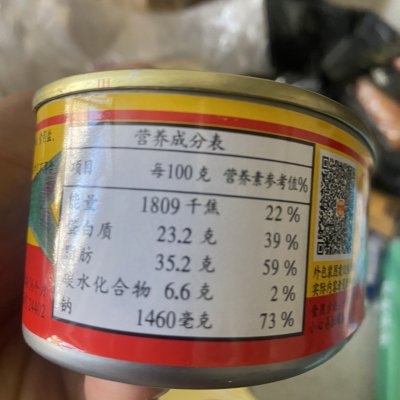 营养成分表
项目 每100克 营养素参考值%
能量 1809千焦 22%
蛋白质 23.2克 39%
脂肪 35.2克 59%
碳水化合物 6.6克 2%
钠 1460毫克 73%